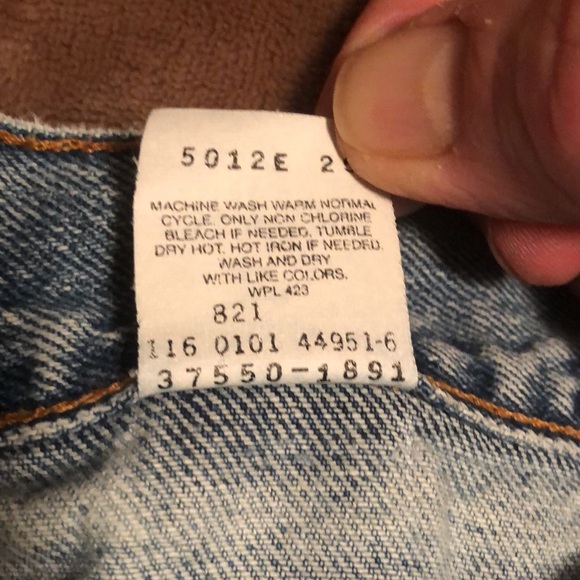 5012E 2
MACHINE WASH WARM NORMAL
CYCLE. ONLY NON CHLORINE
BLEACH IF NEEDED. TUMBLE
DRY HOT. HOT IRON IF NEEDED.
WASH AND DRY
WITH LIKE COLORS.
WPL 423
821
116 0101 44951-6
37550-1891